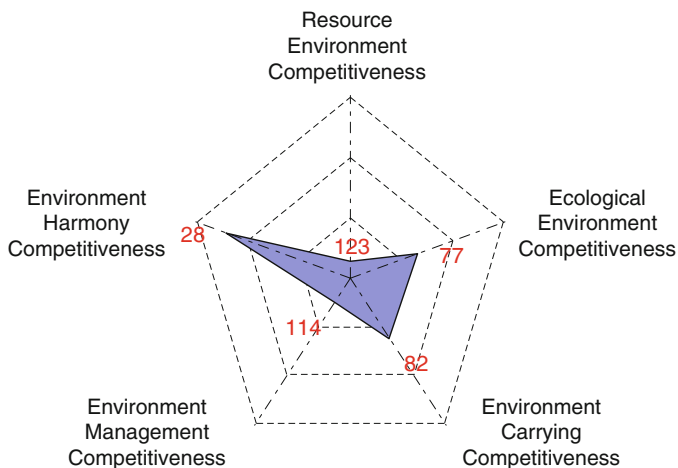 Resource
Environment
Competitiveness
Environment
Harmony
Competitiveness
28
123
77
Ecological
Environment
Competitiveness
114
82
Environment
Management
Competitiveness
Environment
Carrying
Competitiveness